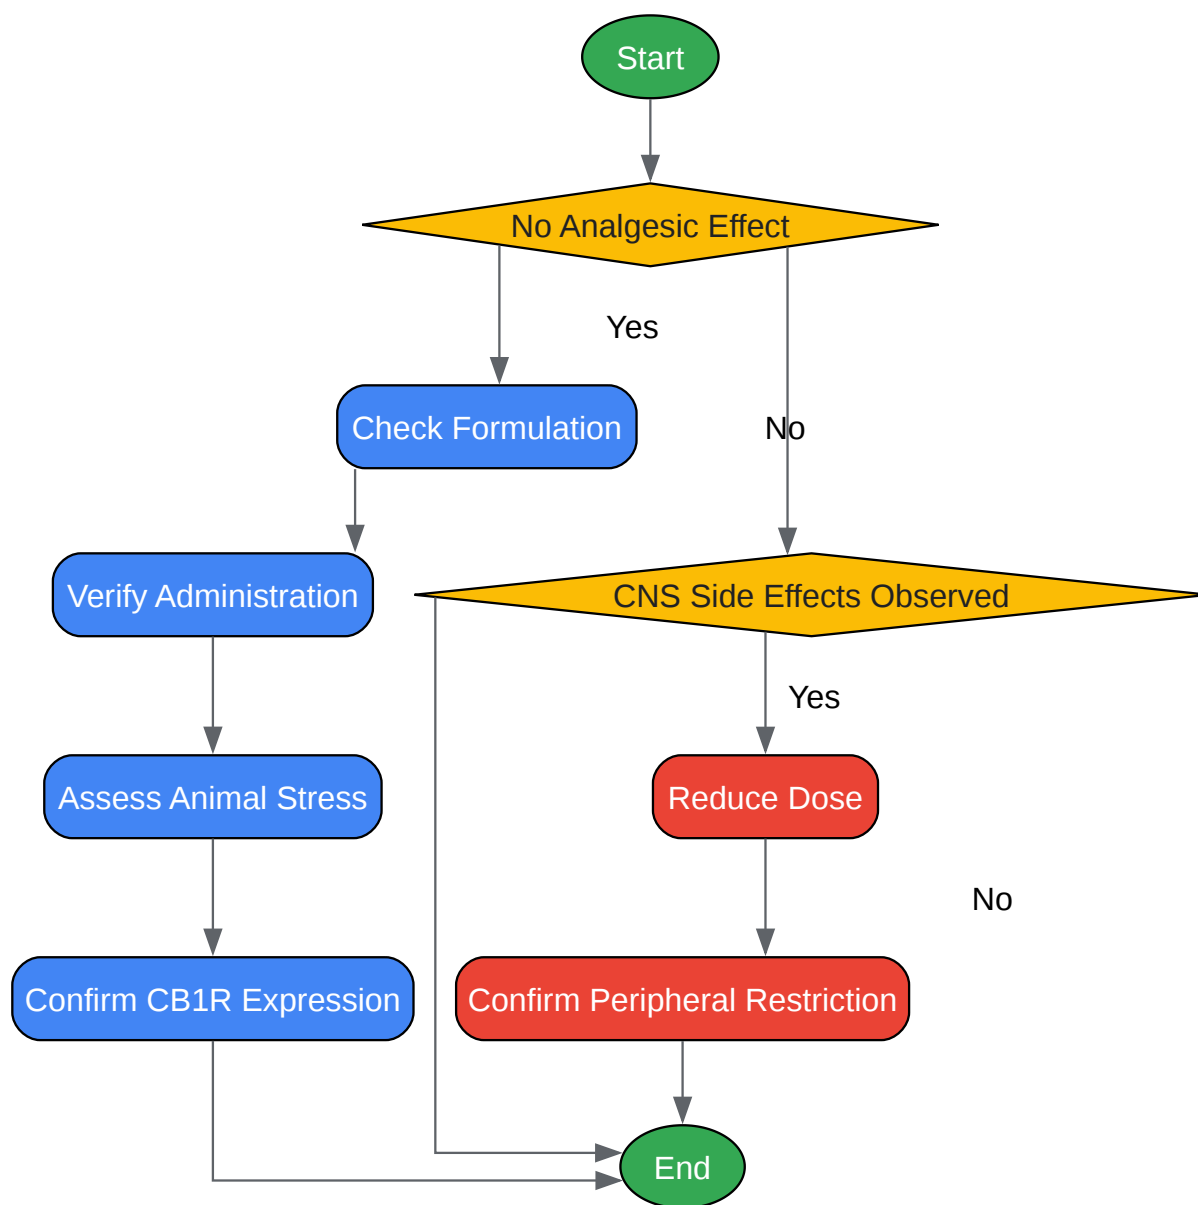 Start
No Analgesic Effect
Yes
Check Formulation
No
Verify Administration
CNS Side Effects Observed
Yes
Assess Animal Stress
Reduce Dose
No
Confirm CB1R Expression
Confirm Peripheral Restriction
End